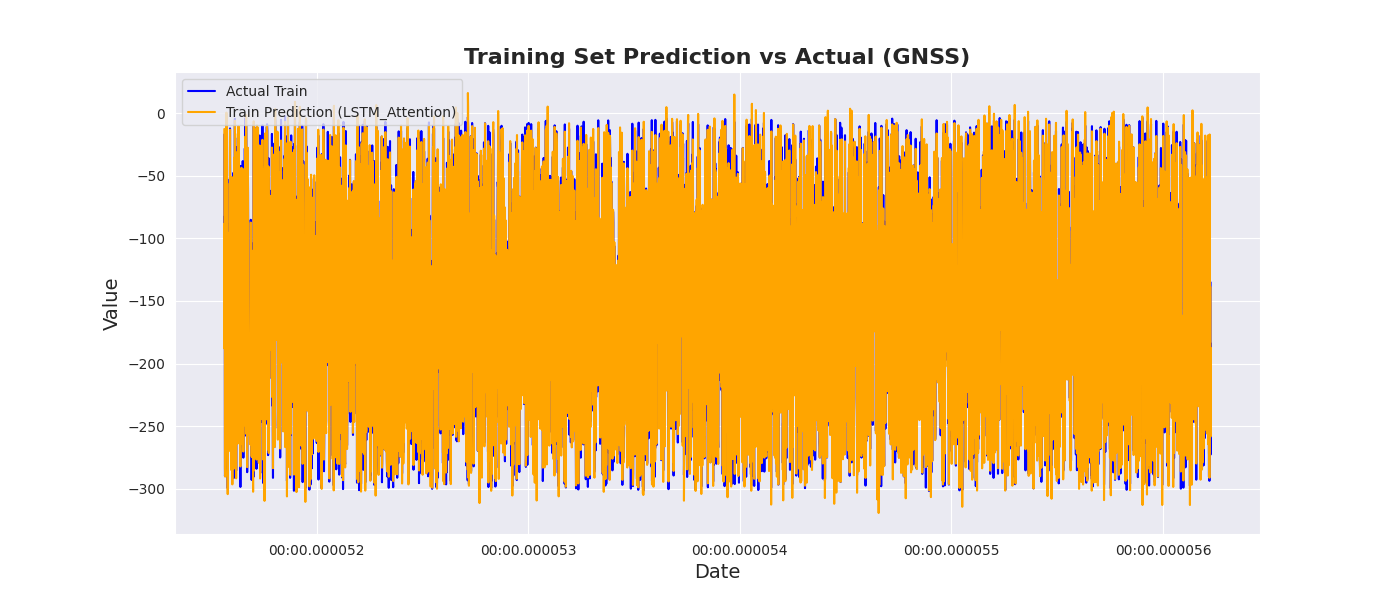 Training Set Prediction vs Actual (GNSS)
Actual Train
Train Prediction (LSTM_Attention)
Value
0
−50
−100
−150
−200
−250
−300
00:00.000052
00:00.000053
00:00.000054
00:00.000055
00:00.000056
Date